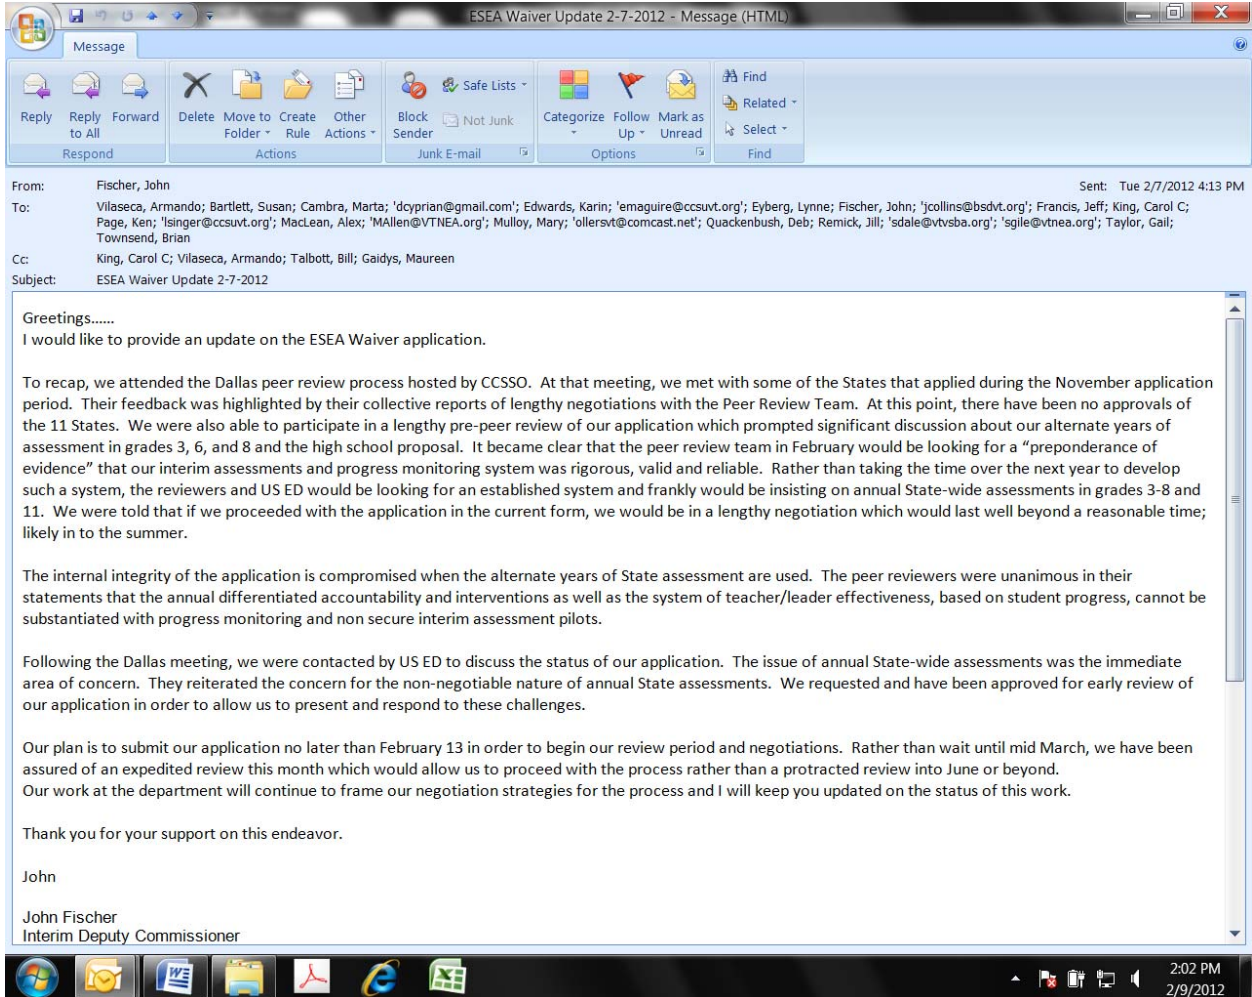 ESEA Waiver Update 2-7-2012 - Message (HTML)
Message
Reply
Reply to All
Forward
Delete
Move to Folder
Create Rule
Other Actions
Block Sender
Safe Lists
Not Junk
Categorize
Follow Up
Mark as Unread
Find
Related
Select
Respond
Actions
Junk E-mail
Options
Find
From: Fischer, John
Sent: Tue 2/7/2012 4:13 PM
To: Vilaseca, Armando; Bartlett, Susan; Cambra, Marta; 'dcyprian@gmail.com'; Edwards, Karin; 'emaguire@ccsuvt.org'; Eyberg, Lynne; Fischer, John; 'jcollins@bsdvt.org'; Francis, Jeff; King, Carol C;
Page, Ken; 'lsinger@ccsuvt.org'; MacLean, Alex; 'MAllen@VTNEA.org'; Mulloy, Mary; 'ollersvt@comcast.net'; Quackenbush, Deb; Remick, Jill; 'sdale@vtvsba.org'; 'sgile@vtnea.org'; Taylor, Gail;
Townsend, Brian
Cc: King, Carol C; Vilaseca, Armando; Talbott, Bill; Gaidys, Maureen
Subject: ESEA Waiver Update 2-7-2012
Greetings......
I would like to provide an update on the ESEA Waiver application.
To recap, we attended the Dallas peer review process hosted by CCSSO. At that meeting, we met with some of the States that applied during the November application
period. Their feedback was highlighted by their collective reports of lengthy negotiations with the Peer Review Team. At this point, there have been no approvals of
the 11 States. We were also able to participate in a lengthy pre-peer review of our application which prompted significant discussion about our alternate years of
assessment in grades 3, 6, and 8 and the high school proposal. It became clear that the peer review team in February would be looking for a “preponderance of
evidence” that our interim assessments and progress monitoring system was rigorous, valid and reliable. Rather than taking the time over the next year to develop
such a system, the reviewers and US ED would be looking for an established system and frankly would be insisting on annual State-wide assessments in grades 3-8 and
11. We were told that if we proceeded with the application in the current form, we would be in a lengthy negotiation which would last well beyond a reasonable time;
likely in to the summer.
The internal integrity of the application is compromised when the alternate years of State assessment are used. The peer reviewers were unanimous in their
statements that the annual differentiated accountability and interventions as well as the system of teacher/leader effectiveness, based on student progress, cannot be
substantiated with progress monitoring and non secure interim assessment pilots.
Following the Dallas meeting, we were contacted by US ED to discuss the status of our application. The issue of annual State-wide assessments was the immediate
area of concern. They reiterated the concern for the non-negotiable nature of annual State assessments. We requested and have been approved for early review of
our application in order to allow us to present and respond to these challenges.
Our plan is to submit our application no later than February 13 in order to begin our review period and negotiations. Rather than wait until mid March, we have been
assured of an expedited review this month which would allow us to proceed with the process rather than a protracted review into June or beyond.
Our work at the department will continue to frame our negotiation strategies for the process and I will keep you updated on the status of this work.
Thank you for your support on this endeavor.
John
John Fischer
Interim Deputy Commissioner
2:02 PM
2/9/2012